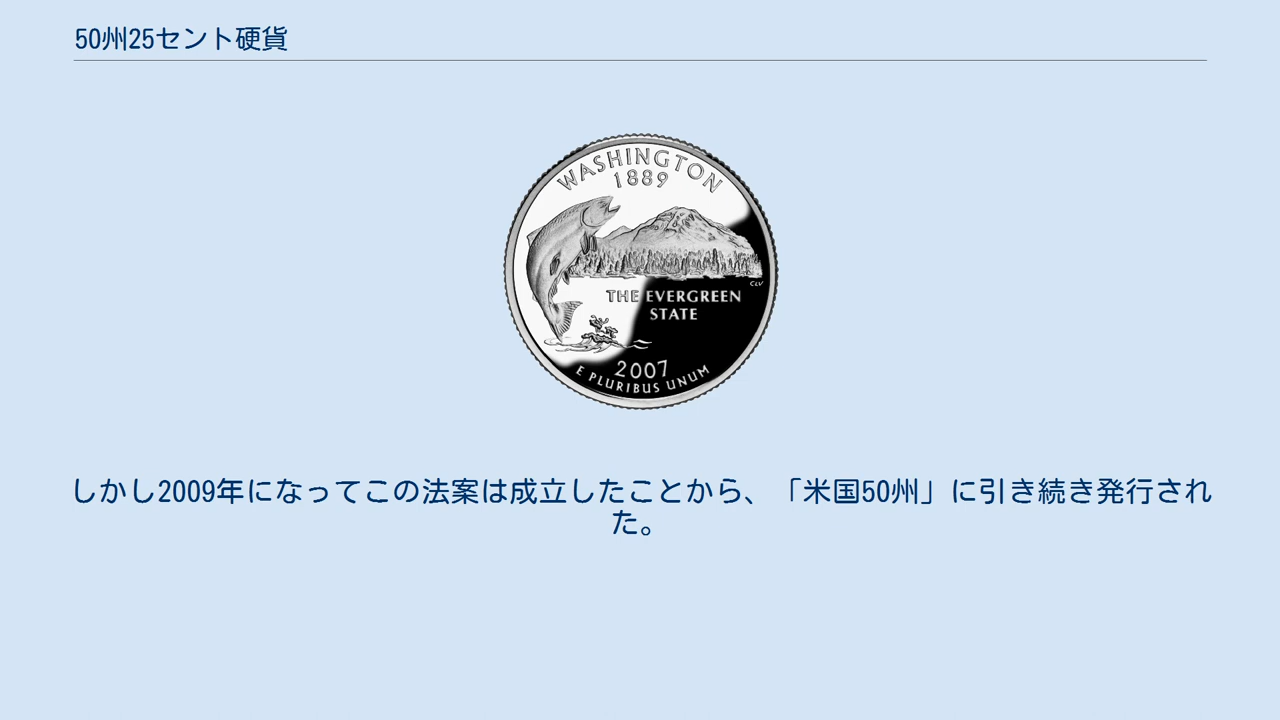 50州25セント硬貨
WASHINGTON
1889
THE EVERGREEN
STATE
CLV
2007
E PLURIBUS UNUM
しかし2009年になってこの法案は成立したことから、「米国50州」に引き続き発行され
た。